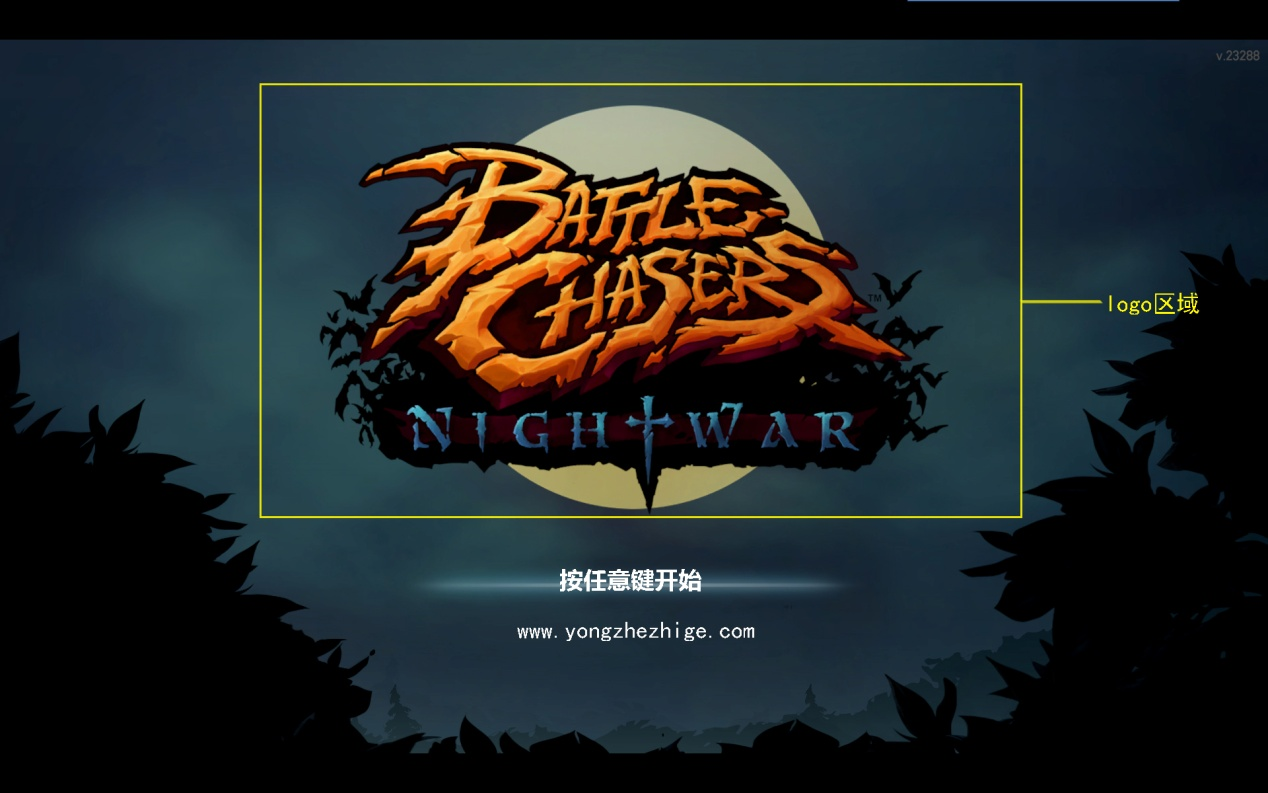 v.23288
BATTLE
CHASERS
TM
logo区域
NIGHTWAR
按任意键开始
www.yongzhezhige.com